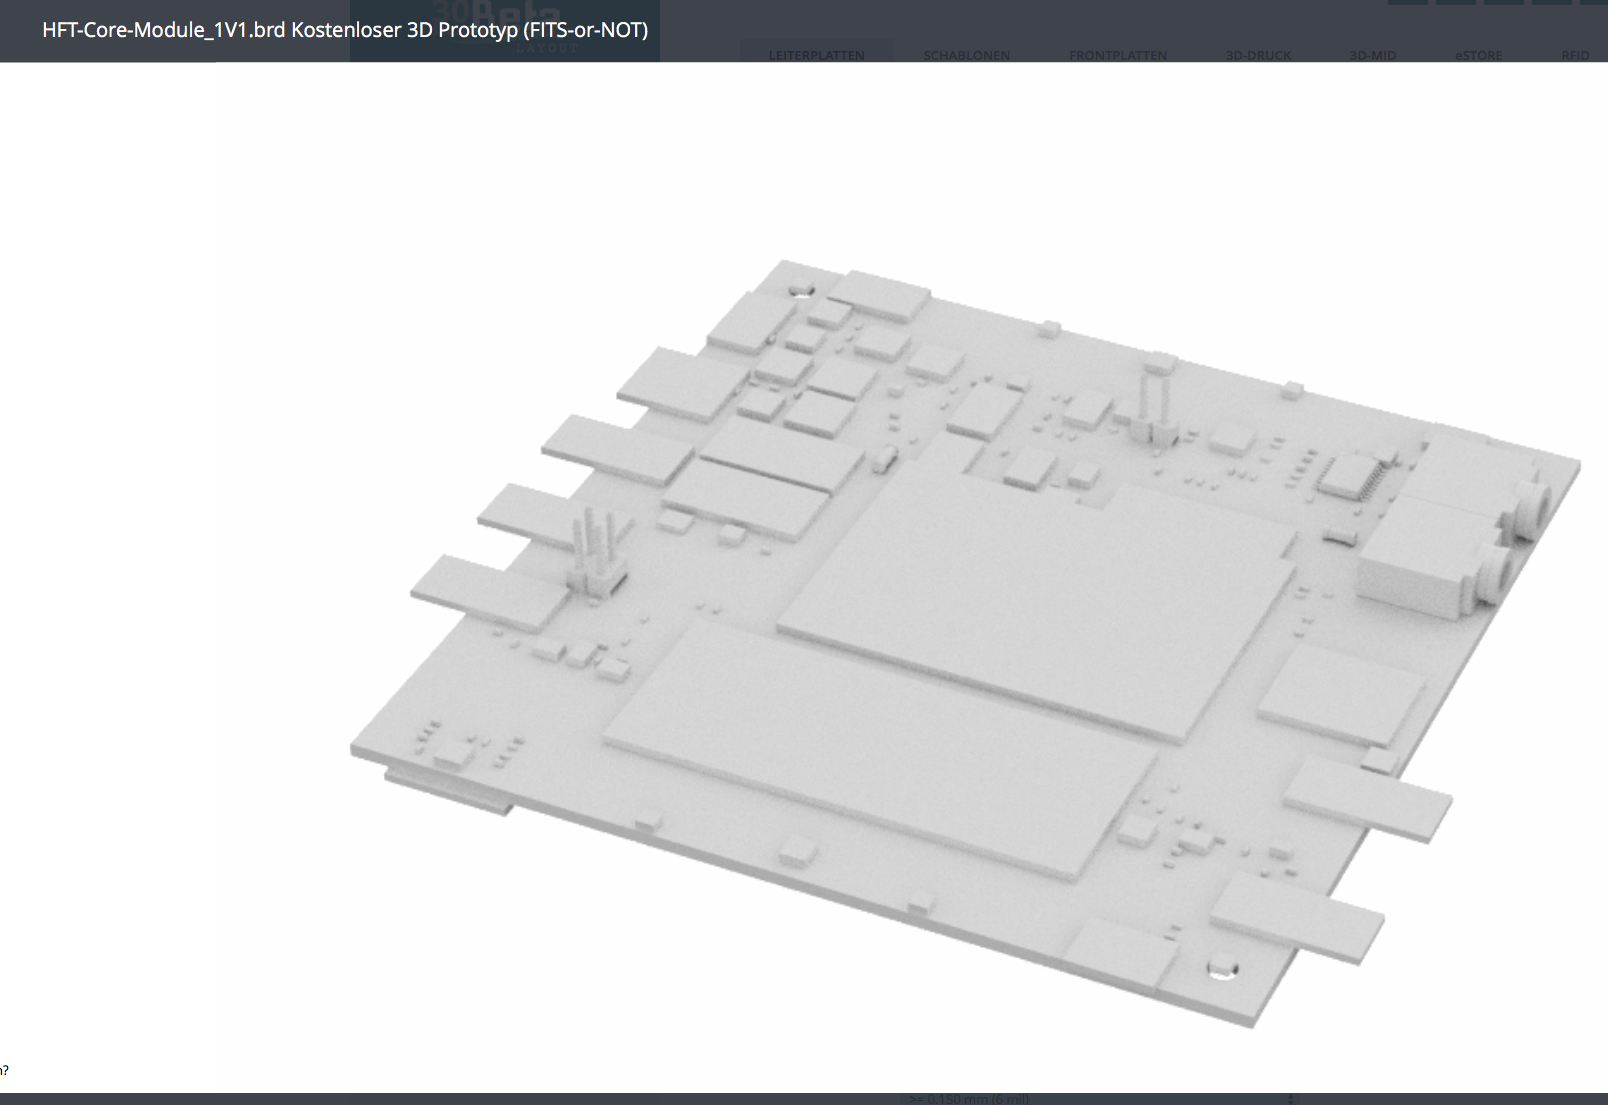 30Beta
HFT-Core-Module_1V1.brd Kostenloser 3D Prototyp (FITS-or-NOT)
LAYOUT
LEITERPLATTEN SCHABLONEN FRONTPLATTEN 3D-DRUCK 3D-MID eSTORE RFID
?
>= 0,150 mm (6 mil)